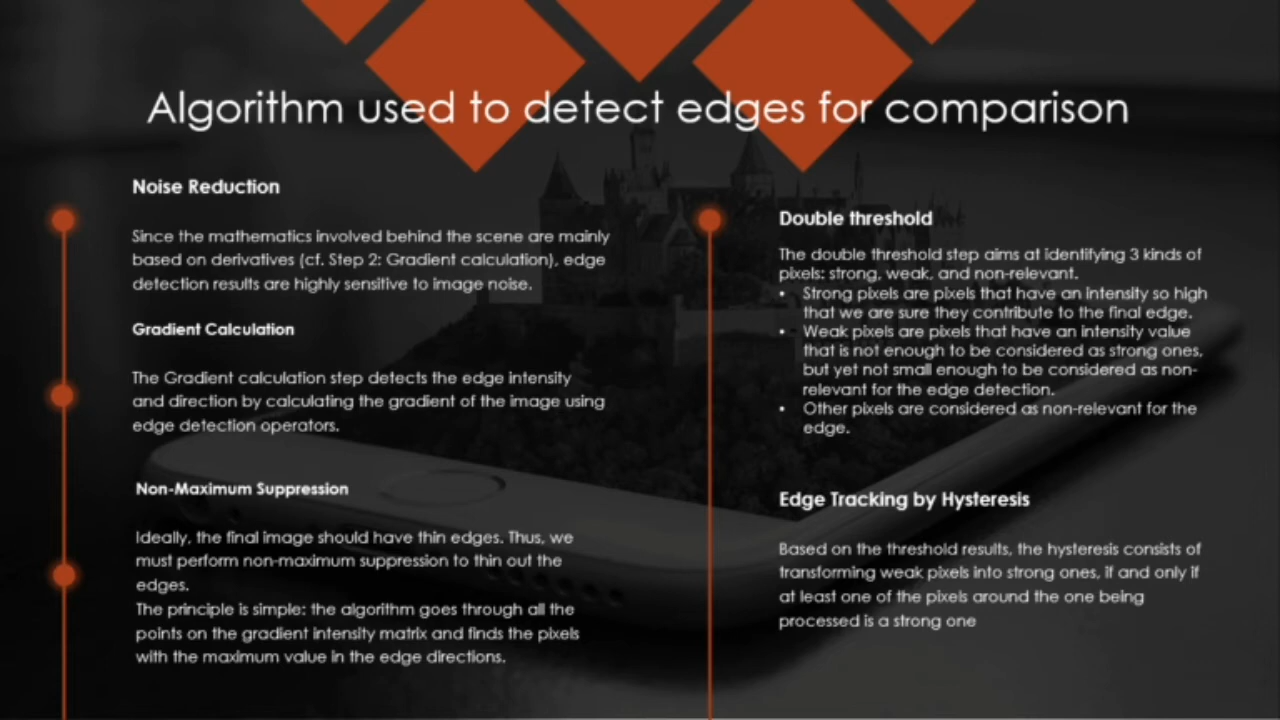 Algorithm used to detect edges for comparison
Noise Reduction
Since the mathematics involved behind the scene are mainly
based on derivatives (cf. Step 2: Gradient calculation), edge
detection results are highly sensitive to image noise.
Gradient Calculation
The Gradient calculation step detects the edge intensity
and direction by calculating the gradient of the image using
edge detection operators.
Non-Maximum Suppression
Ideally, the final image should have thin edges. Thus, we
must perform non-maximum suppression to thin out the
edges.
The principle is simple: the algorithm goes through all the
points on the gradient intensity matrix and finds the pixels
with the maximum value in the edge directions.
Double threshold
The double threshold step aims at identifying 3 kinds of
pixels: strong, weak, and non-relevant.
• Strong pixels are pixels that have an intensity so high
that we are sure they contribute to the final edge.
• Weak pixels are pixels that have an intensity value
that is not enough to be considered as strong ones,
but yet not small enough to be considered as non-
relevant for the edge detection.
• Other pixels are considered as non-relevant for the
edge.
Edge Tracking by Hysteresis
Based on the threshold results, the hysteresis consists of
transforming weak pixels into strong ones, if and only if
at least one of the pixels around the one being
processed is a strong one